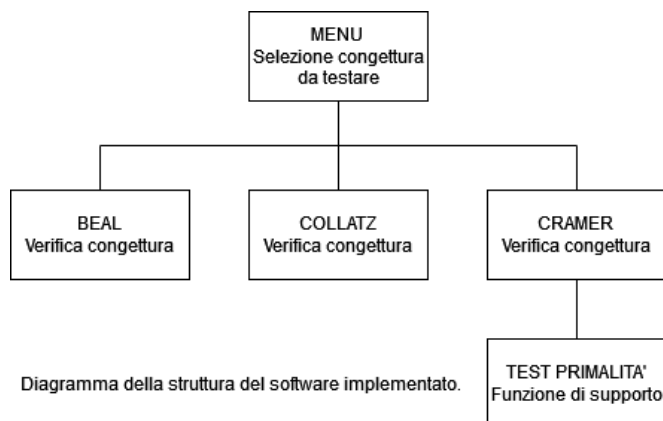 MENU
Selezione congettura
da testare
BEAL
Verifica congettura
COLLATZ
Verifica congettura
CRAMER
Verifica congettura
TEST PRIMALITA'
Funzione di supporto
Diagramma della struttura del software implementato.